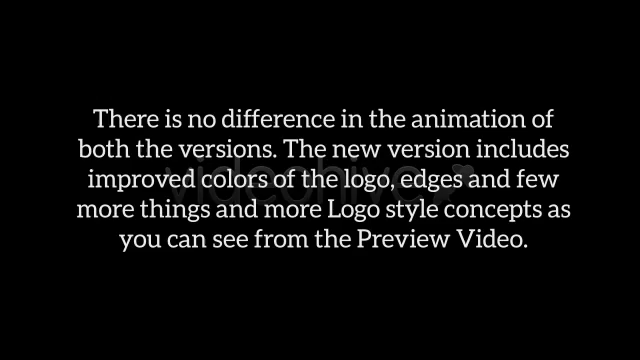 There is no difference in the animation of
both the versions. The new version includes
improved colors of the logo, edges and few
more things and more Logo style concepts as
you can see from the Preview Video.
videohive